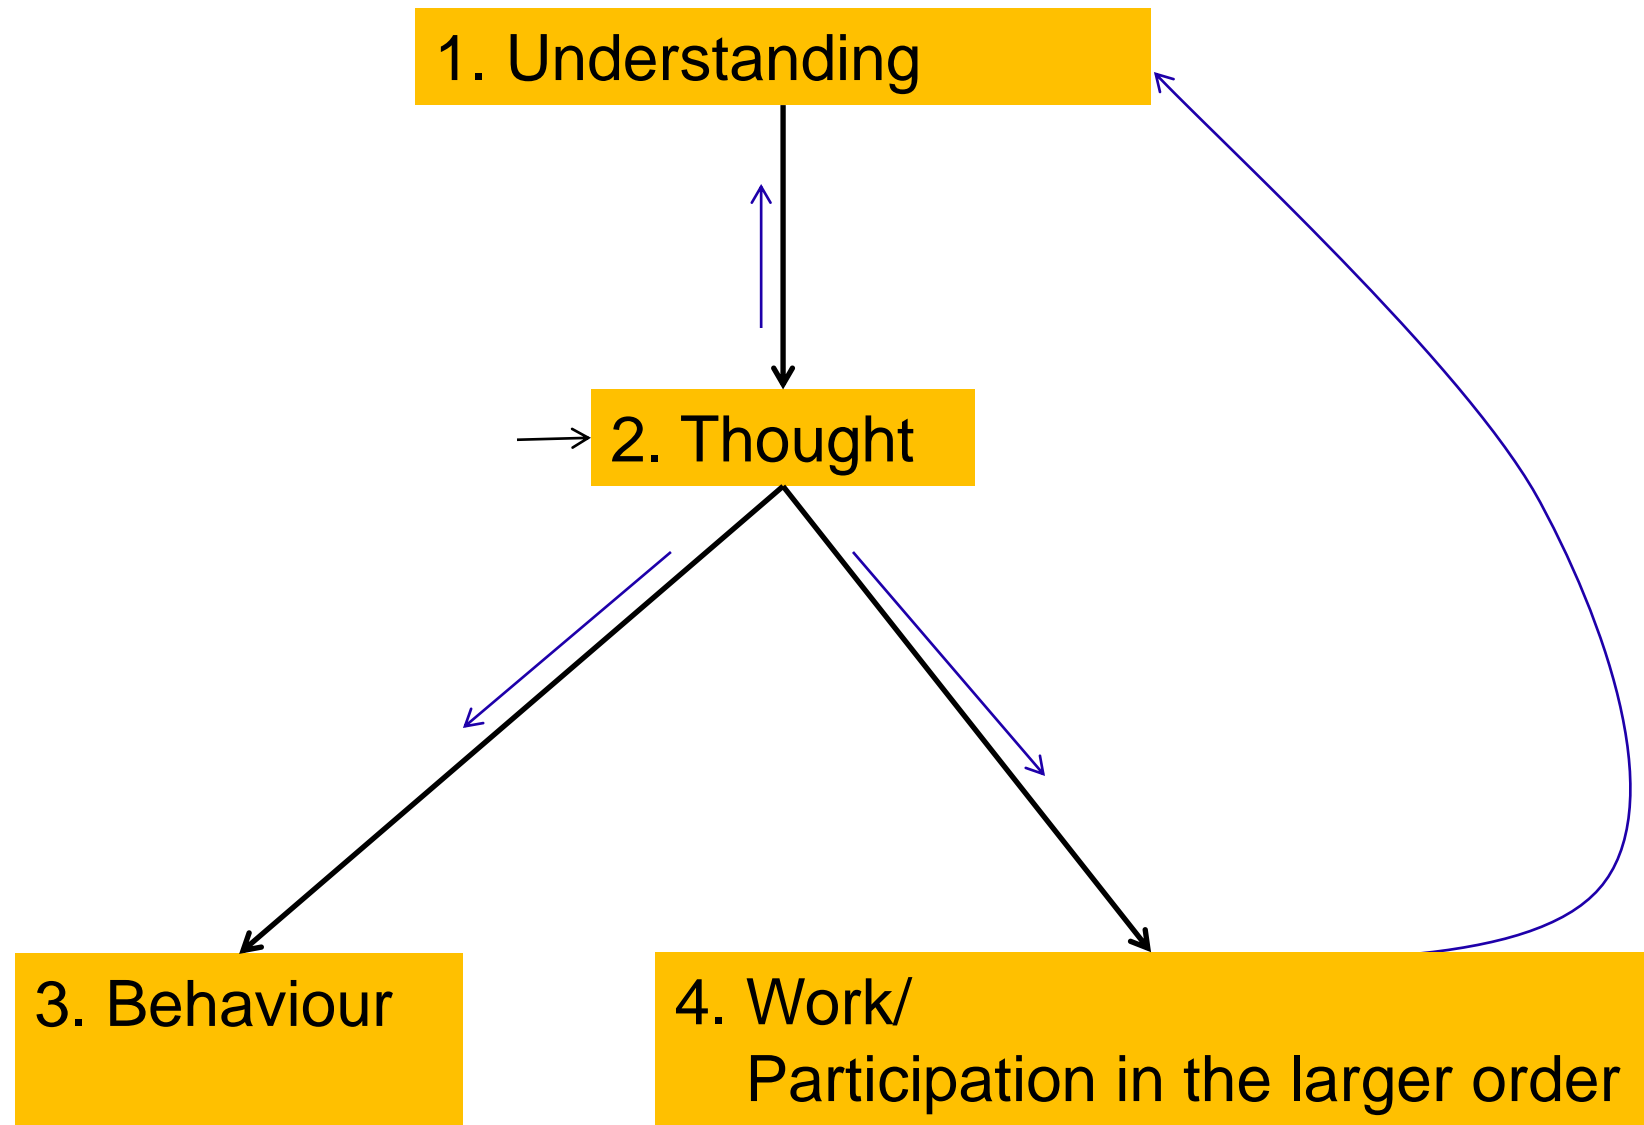 1. Understanding
2. Thought
3. Behaviour
4. Work/
Participation in the larger order